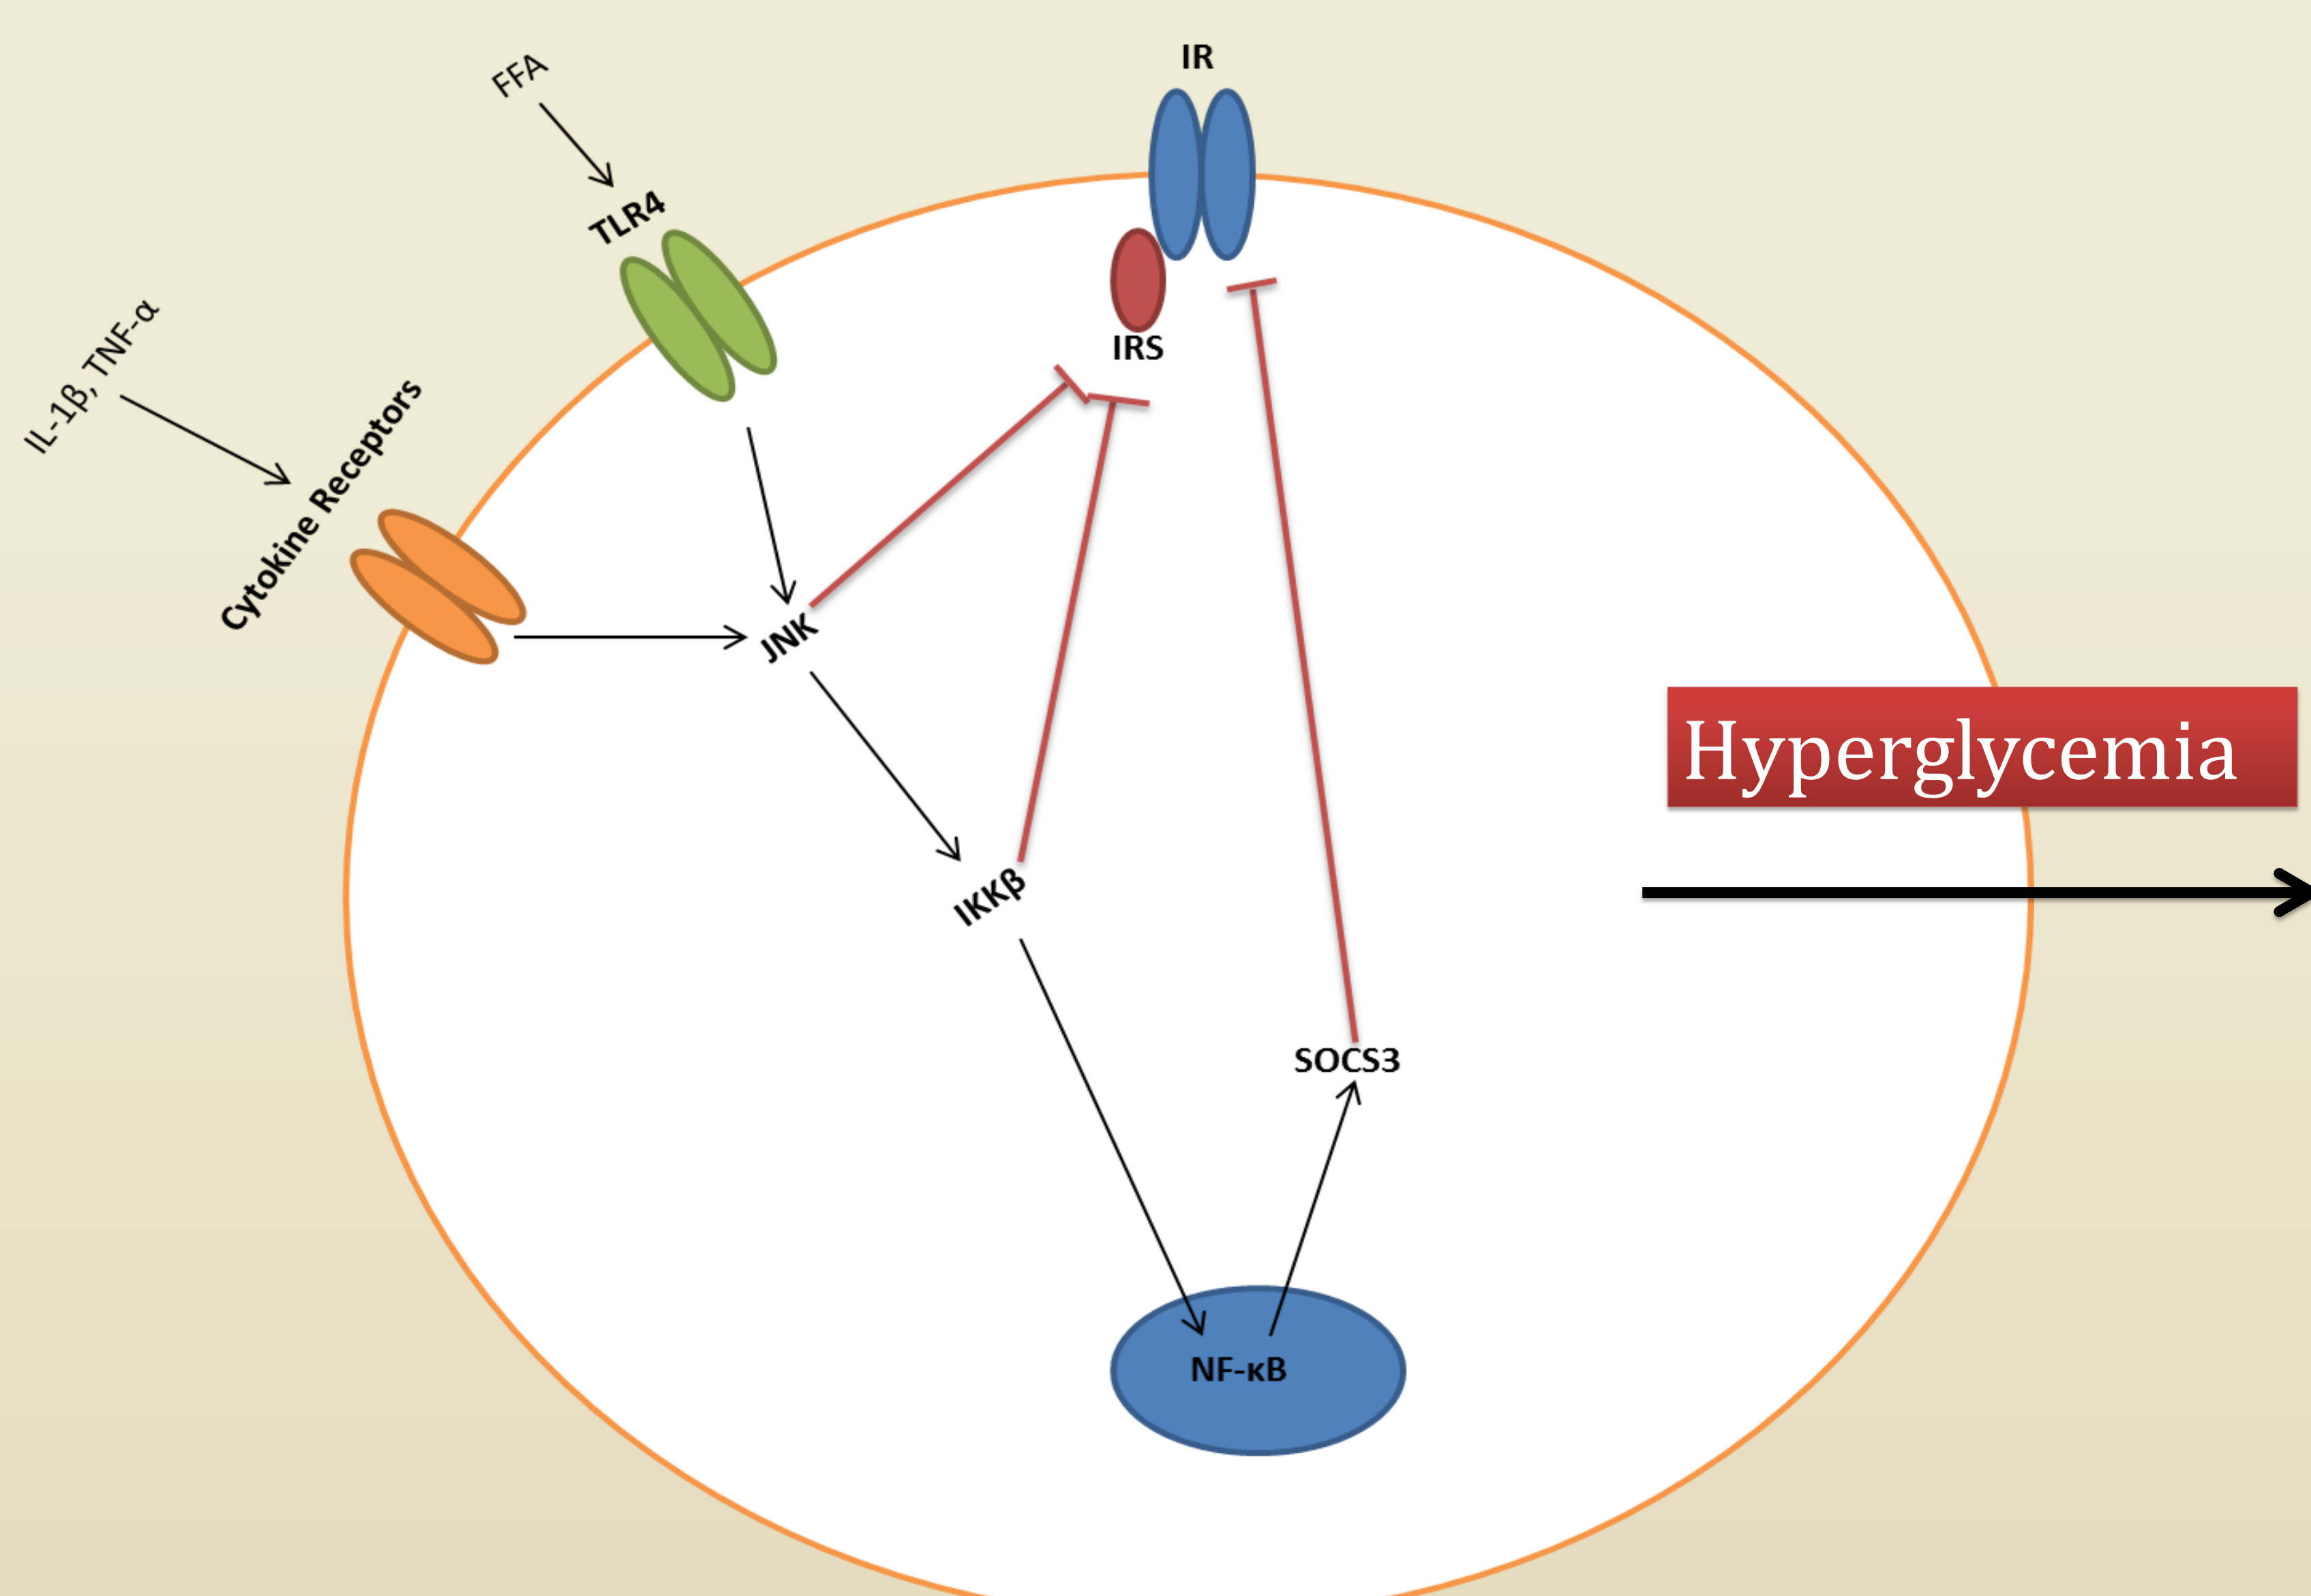 FFA
IR
TLR4
IL-1β, TNF-α
Cytokine Receptors
IRS
JNK
Hyperglycemia
IKKβ
SOCS3
NF-κB